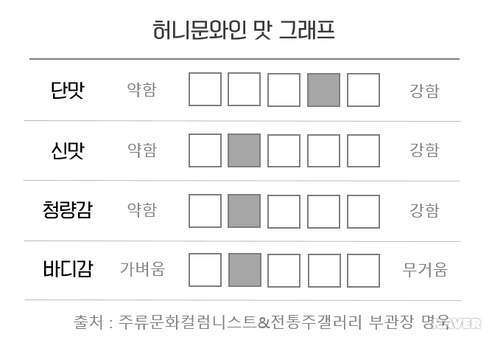 허니문와인 맛 그래프
단맛 약함 강함
신맛 약함 강함
청량감 약함 강함
바디감 가벼움 무거움
출처 : 주류문화컬럼니스트&전통주갤러리 부관장 명욱
NAVER